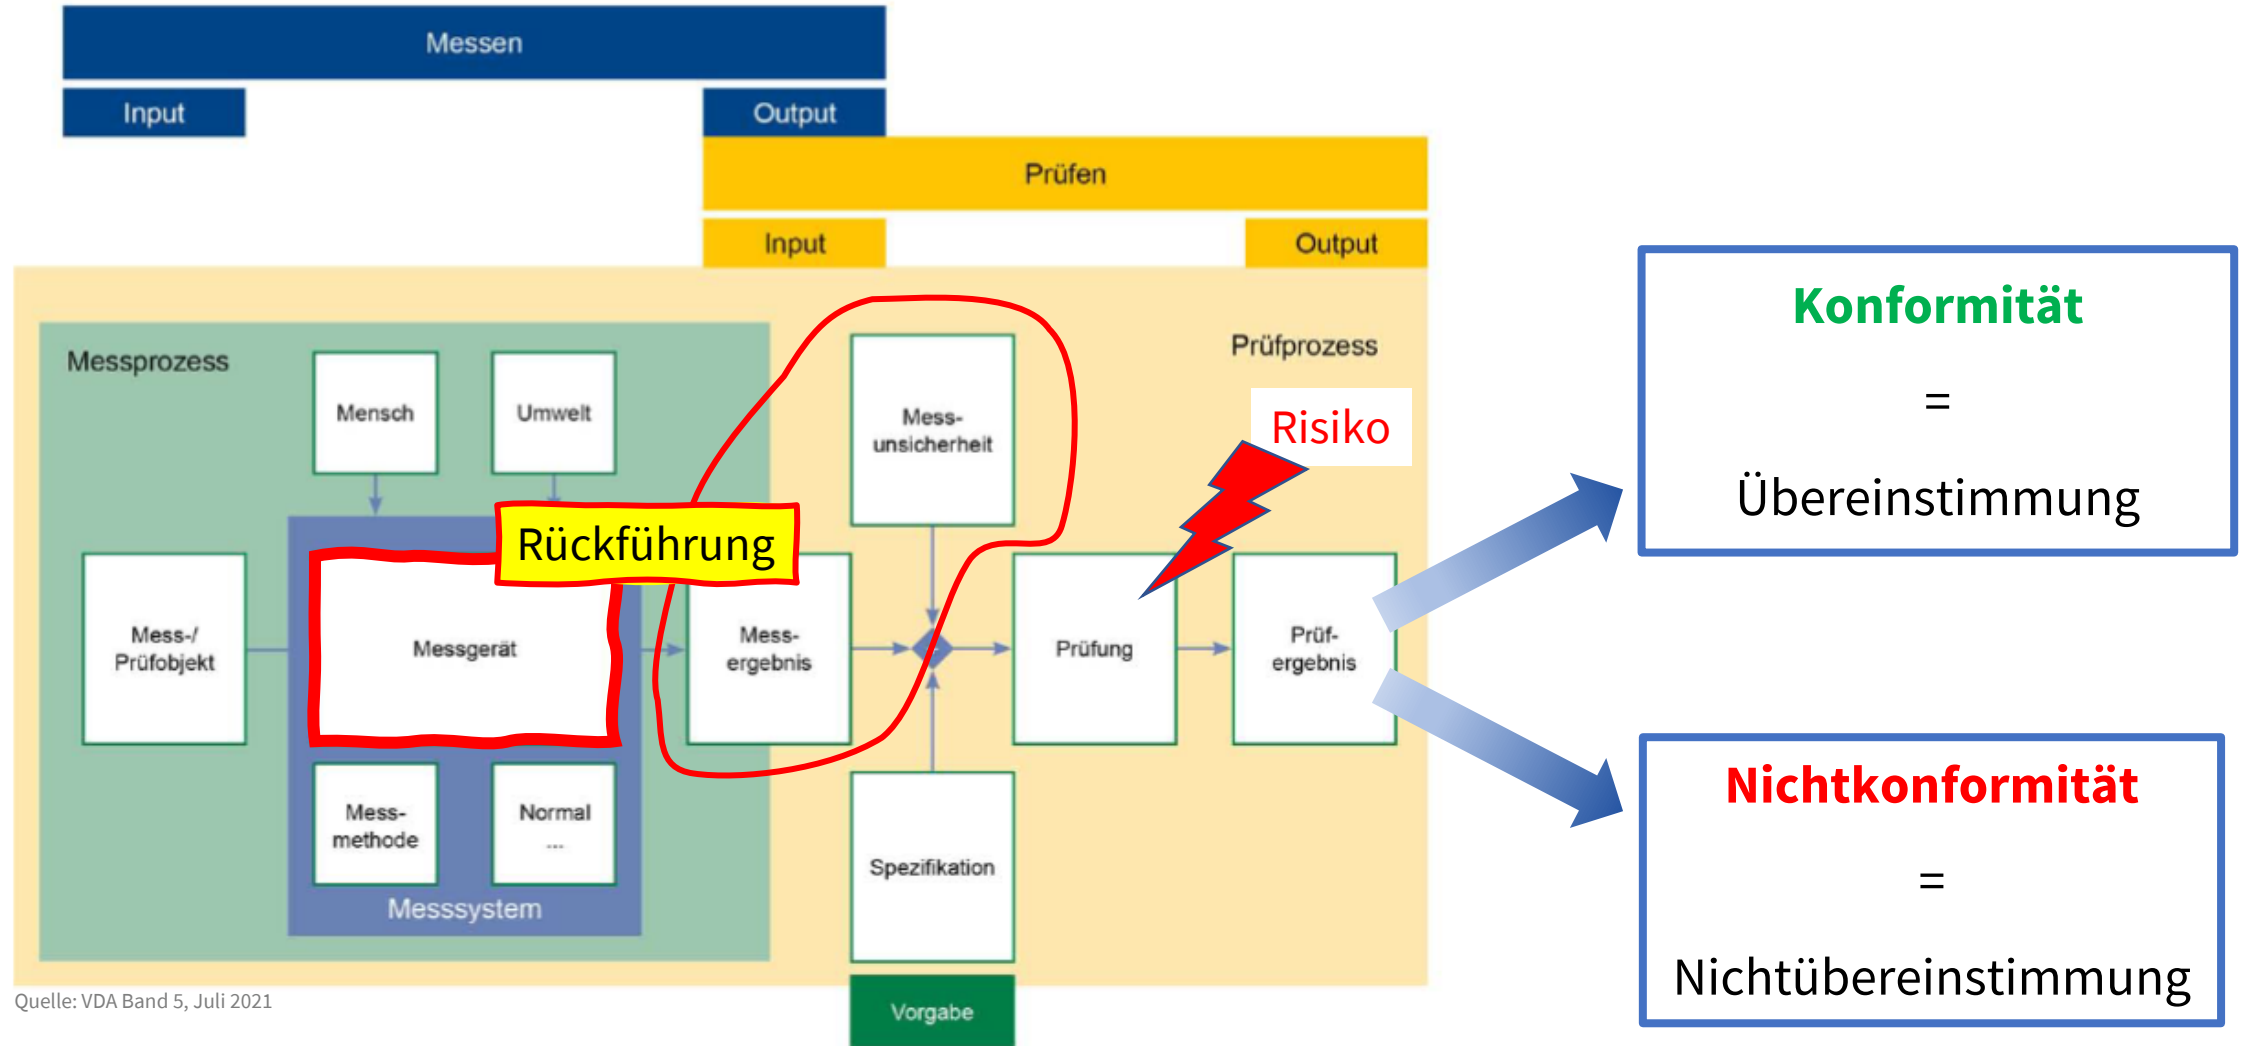 Messen
Input
Output
Prüfen
Input
Output
Messprozess
Mensch
Umwelt
Mess-
unsicherheit
Prüfprozess
Risiko
Rückführung
Mess-/
Prüfobjekt
Messgerät
Mess-
ergebnis
Prüfung
Prüf-
ergebnis
Mess-
methode
Normal
...
Messsystem
Spezifikation
Vorgabe
Konformität
=
Übereinstimmung
Nichtkonformität
=
Nichtübereinstimmung
Quelle: VDA Band 5, Juli 2021